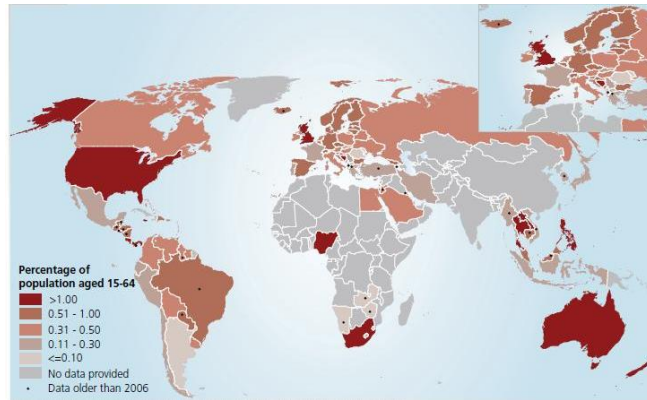 Percentage of
population aged 15-64
>1.00
0.51 - 1.00
0.31 - 0.50
0.11 - 0.30
<=0.10
No data provided
Data older than 2006